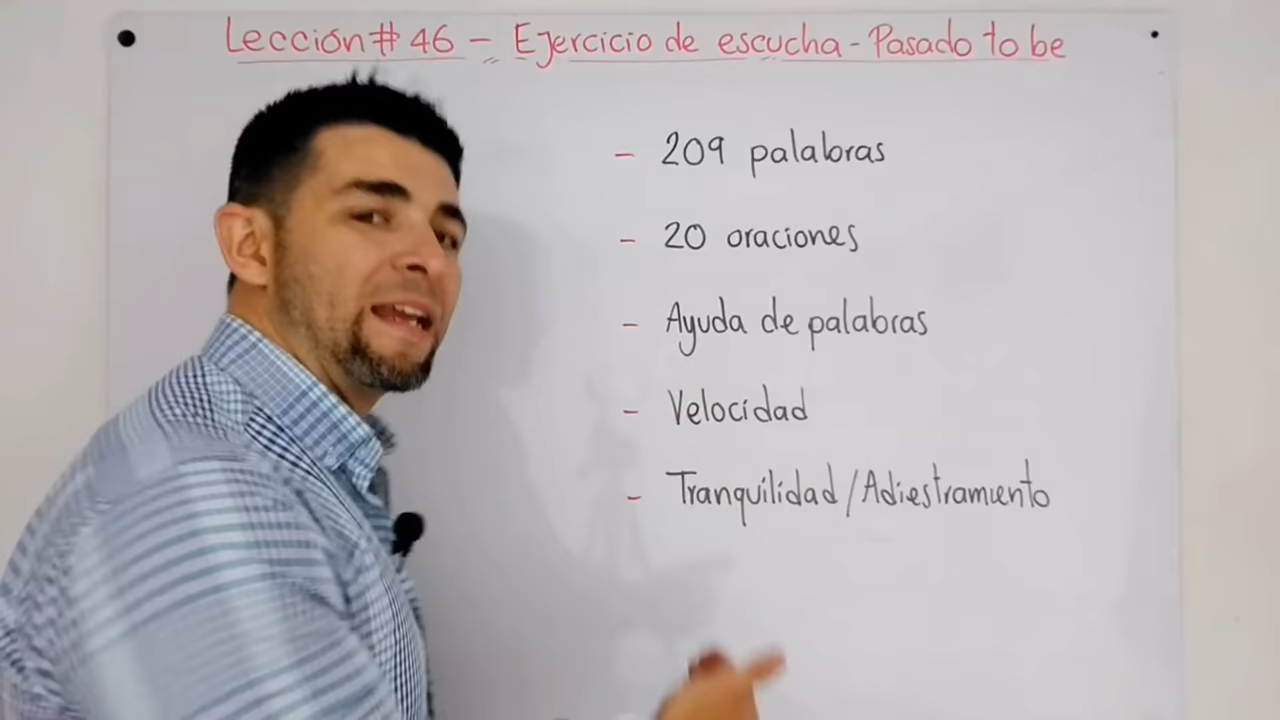 Lección # 46 - Ejercicio de escucha - Pasado to be
- 209 palabras
- 20 oraciones
- Ayuda de palabras
- Velocidad
- Tranquilidad / Adiestramiento